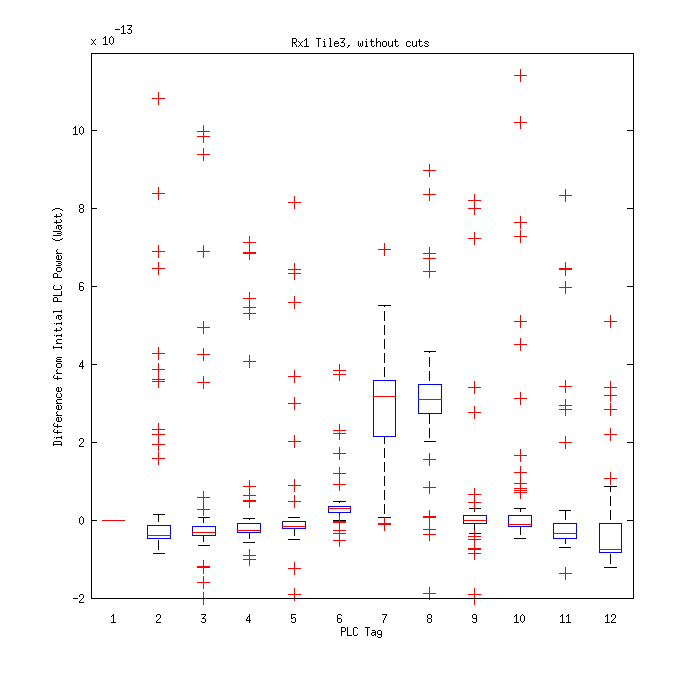 x 10-13
Rx1 Tile3, without cuts
Difference from Initial PLC Power (Watt)
10
8
6
4
2
0
-2
1 2 3 4 5 6 7 8 9 10 11 12
PLC Tag